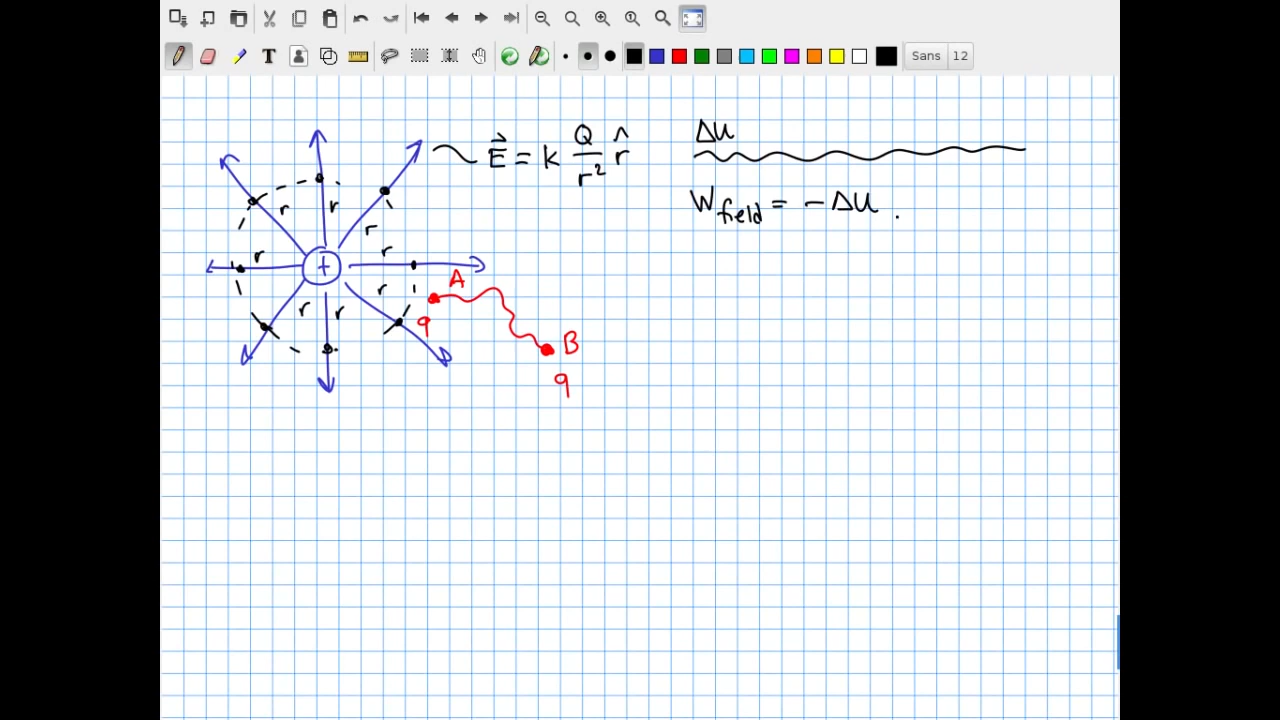 T
Sans 12
E⃗ = k Q/r² r̂
ΔU
W_field = -ΔU .
r r
r
r r
+
A
r
r r
q
B
q